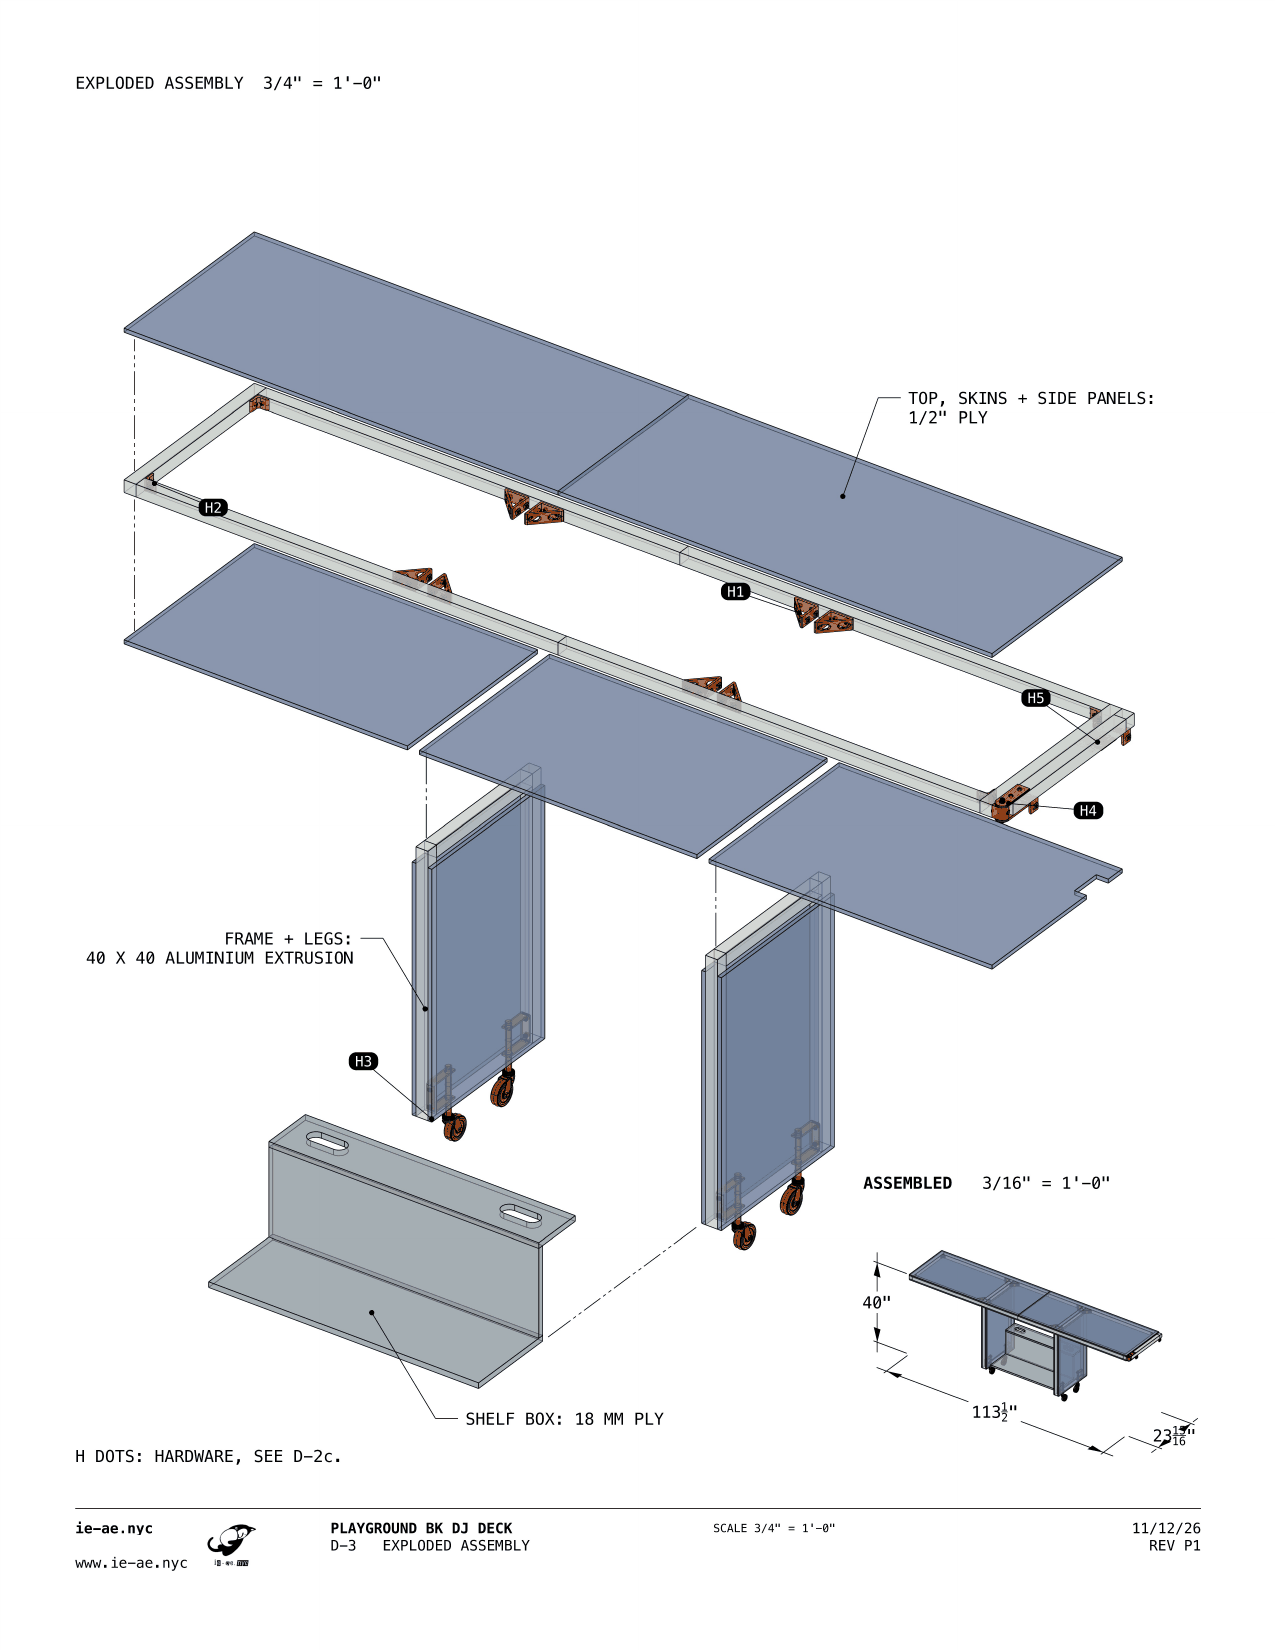 EXPLODED ASSEMBLY  3/4" = 1'-0"
TOP, SKINS + SIDE PANELS:
1/2" PLY
H2
H1
H5
H4
FRAME + LEGS:
40 X 40 ALUMINIUM EXTRUSION
H3
ASSEMBLED   3/16" = 1'-0"
40"
113 1/2"
SHELF BOX: 18 MM PLY
H DOTS: HARDWARE, SEE D-2c.
ie-ae.nyc
www.ie-ae.nyc
PLAYGROUND BK DJ DECK
D-3   EXPLODED ASSEMBLY
SCALE 3/4" = 1'-0"
11/12/26
REV P1